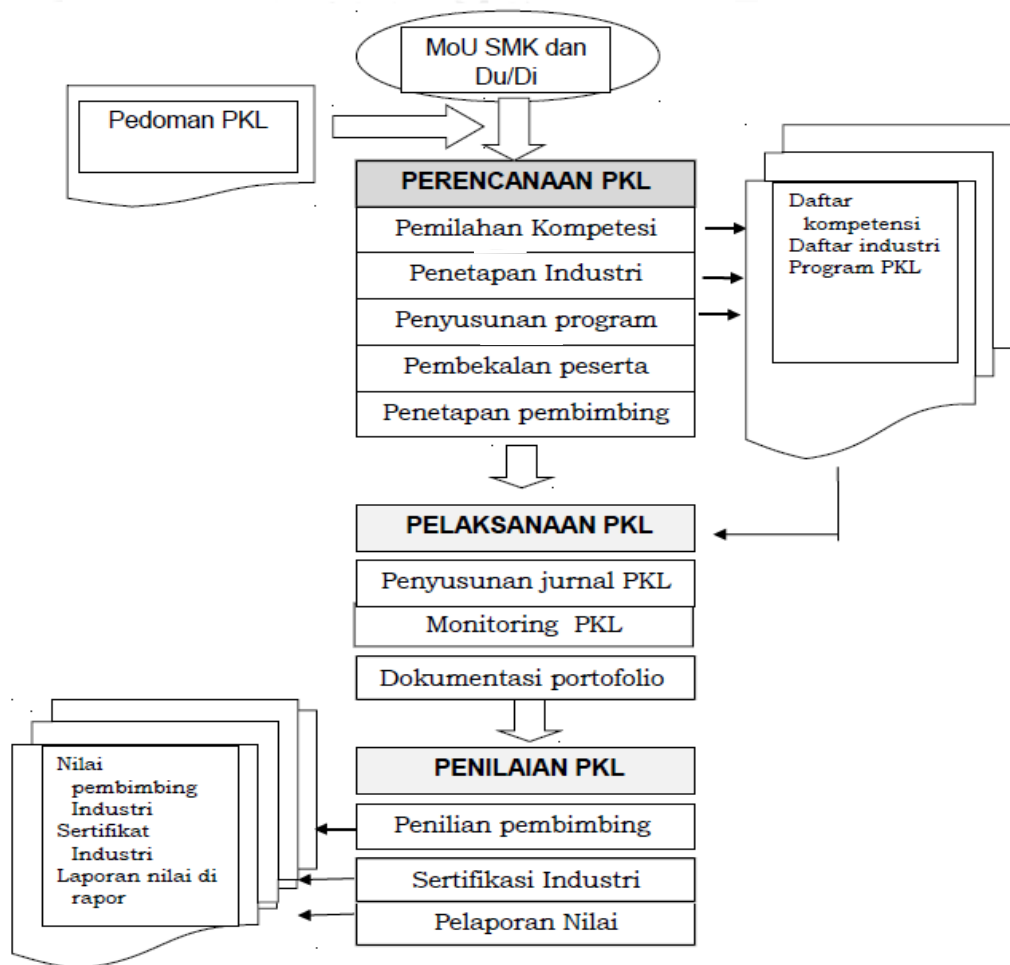 MoU SMK dan
Du/Di
Pedoman PKL
PERENCANAAN PKL
Pemilahan Kompetesi
Penetapan Industri
Penyusunan program
Pembekalan peserta
Penetapan pembimbing
Daftar
kompetensi
Daftar industri
Program PKL
PELAKSANAAN PKL
Penyusunan jurnal PKL
Monitoring PKL
Dokumentasi portofolio
PENILAIAN PKL
Penilian pembimbing
Sertifikasi Industri
Pelaporan Nilai
Nilai
pembimbing
Industri
Sertifikat
Industri
Laporan nilai di
rapor